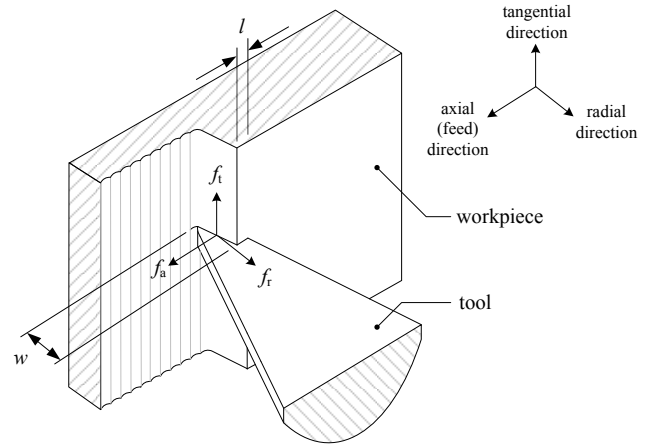 tangential
direction
l
axial
(feed)
direction
radial
direction
f_t
workpiece
f_a
f_r
tool
w